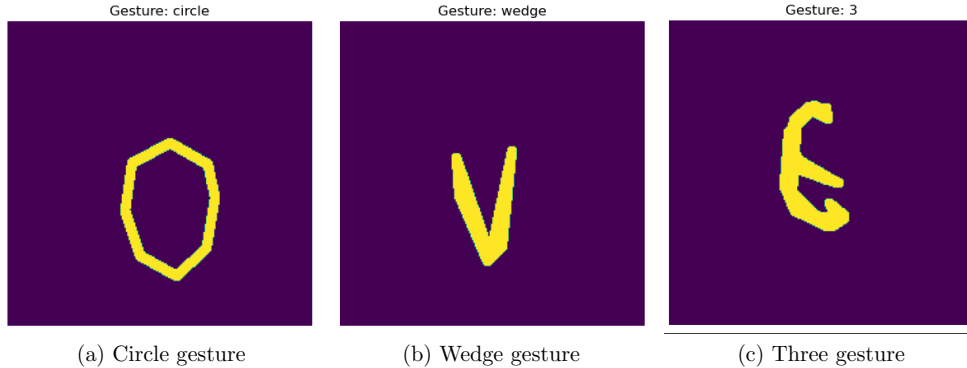 Gesture: circle
Gesture: wedge
Gesture: 3
(a) Circle gesture
(b) Wedge gesture
(c) Three gesture